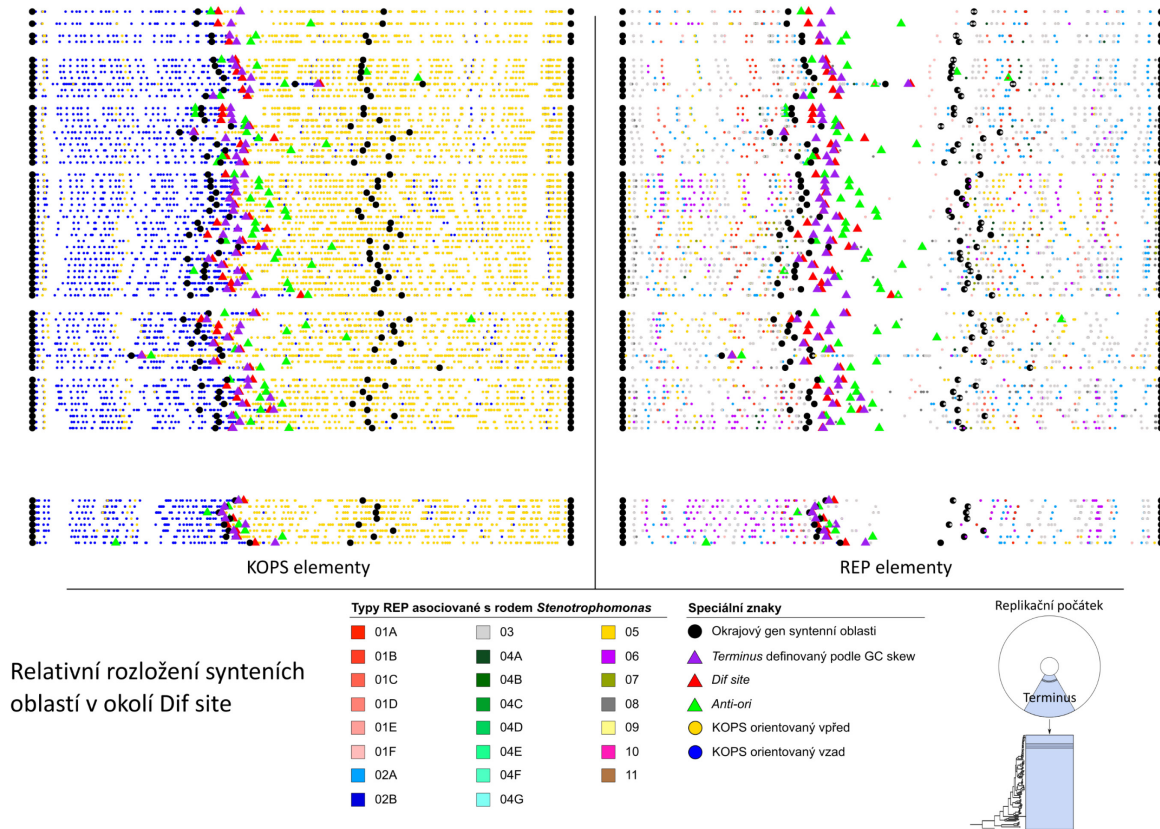 KOPS elementy
REP elementy
Relativní rozložení synteních
oblastí v okolí Dif site
Typy REP asociované s rodem Stenotrophomonas
01A
01B
01C
01D
01E
01F
02A
02B
03
04A
04B
04C
04D
04E
04F
04G
05
06
07
08
09
10
11
Speciální znaky
Okrajový gen syntenní oblasti
Terminus definovaný podle GC skew
Dif site
Anti-ori
KOPS orientovaný vpřed
KOPS orientovaný vzad
Replikační počátek
Terminus